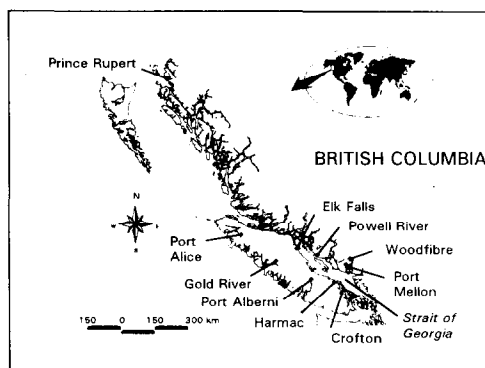 Prince Rupert
BRITISH COLUMBIA
N
Elk Falls
Powell River
Woodfibre
Port
Alice
Port
Mellon
Gold River
Port Alberni
Harmac
Strait of
Georgia
Crofton
150 0 150 300 km